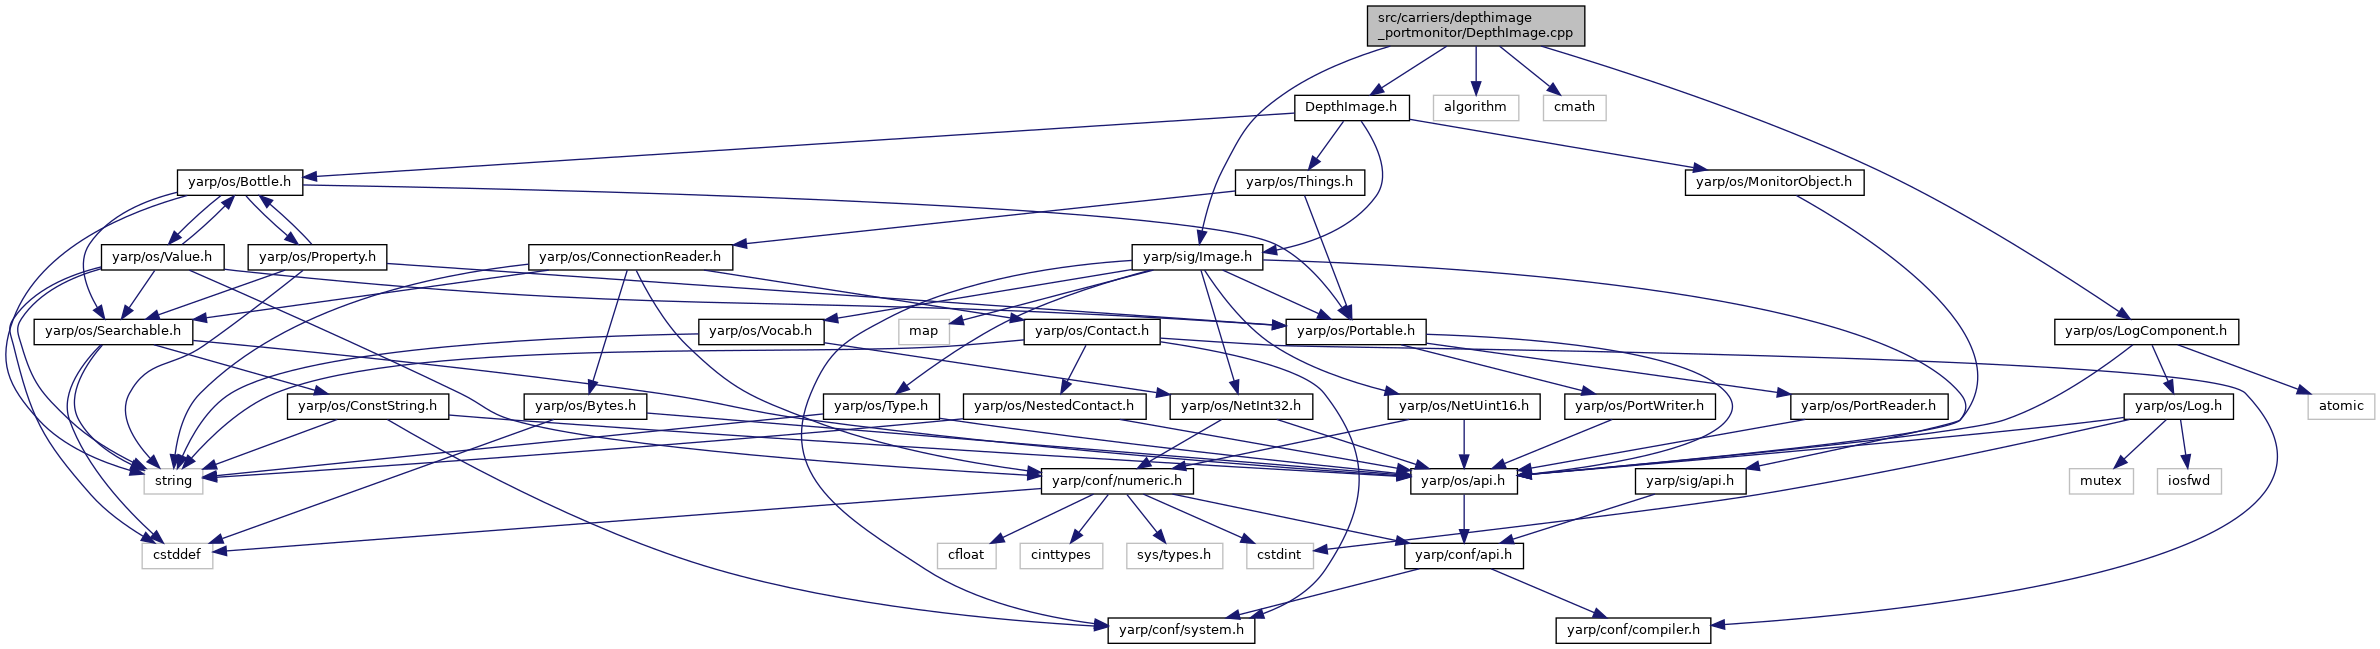 src/carriers/depthimage
_portmonitor/DepthImage.cpp
DepthImage.h
algorithm
cmath
yarp/os/Bottle.h
yarp/os/Things.h
yarp/os/MonitorObject.h
yarp/os/Value.h
yarp/os/Property.h
yarp/os/ConnectionReader.h
yarp/sig/Image.h
yarp/os/Searchable.h
yarp/os/Vocab.h
map
yarp/os/Contact.h
yarp/os/Portable.h
yarp/os/LogComponent.h
yarp/os/ConstString.h
yarp/os/Bytes.h
yarp/os/Type.h
yarp/os/NestedContact.h
yarp/os/NetInt32.h
yarp/os/NetUint16.h
yarp/os/PortWriter.h
yarp/os/PortReader.h
yarp/os/Log.h
atomic
string
yarp/conf/numeric.h
yarp/os/api.h
yarp/sig/api.h
mutex
iosfwd
cstddef
cfloat
cinttypes
sys/types.h
cstdint
yarp/conf/api.h
yarp/conf/system.h
yarp/conf/compiler.h